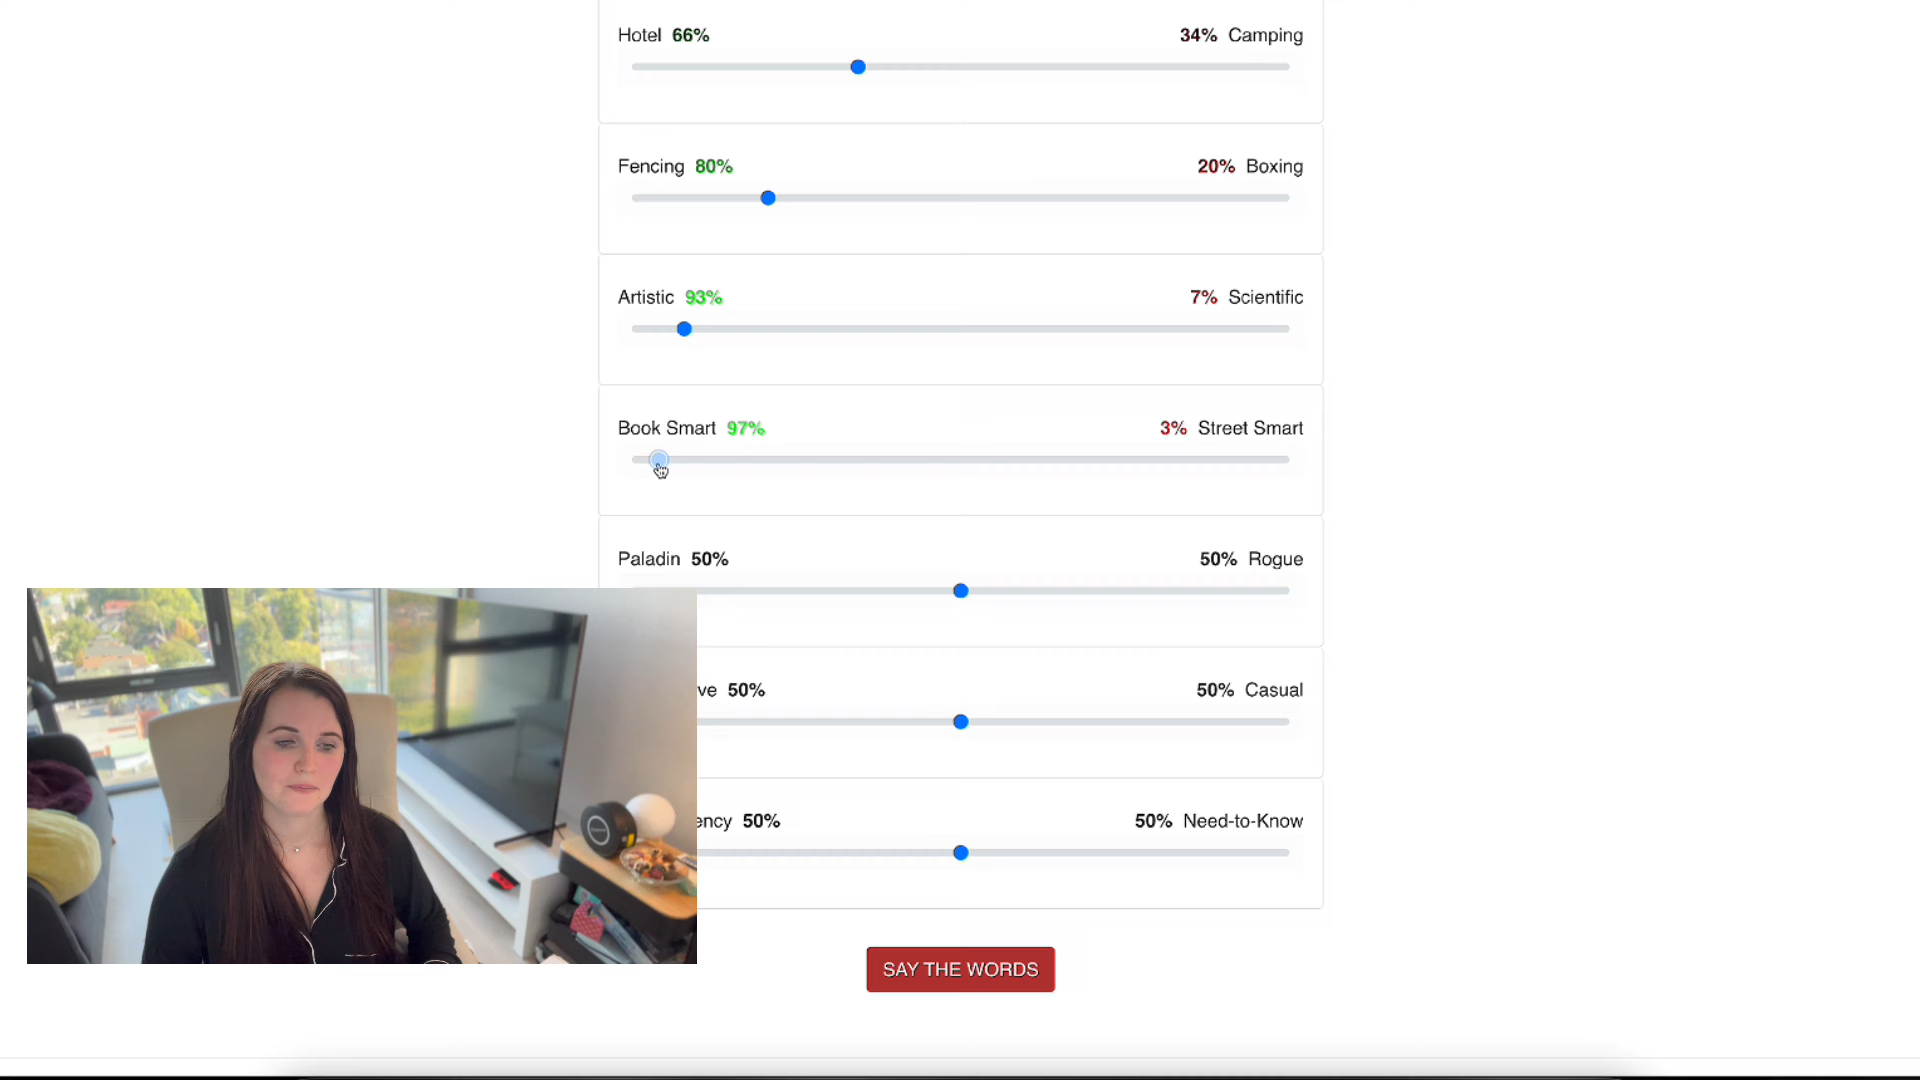 Hotel 66% 34% Camping
Fencing 80% 20% Boxing
Artistic 93% 7% Scientific
Book Smart 97% 3% Street Smart
Paladin 50% 50% Rogue
ve 50% 50% Casual
ency 50% 50% Need-to-Know
SAY THE WORDS